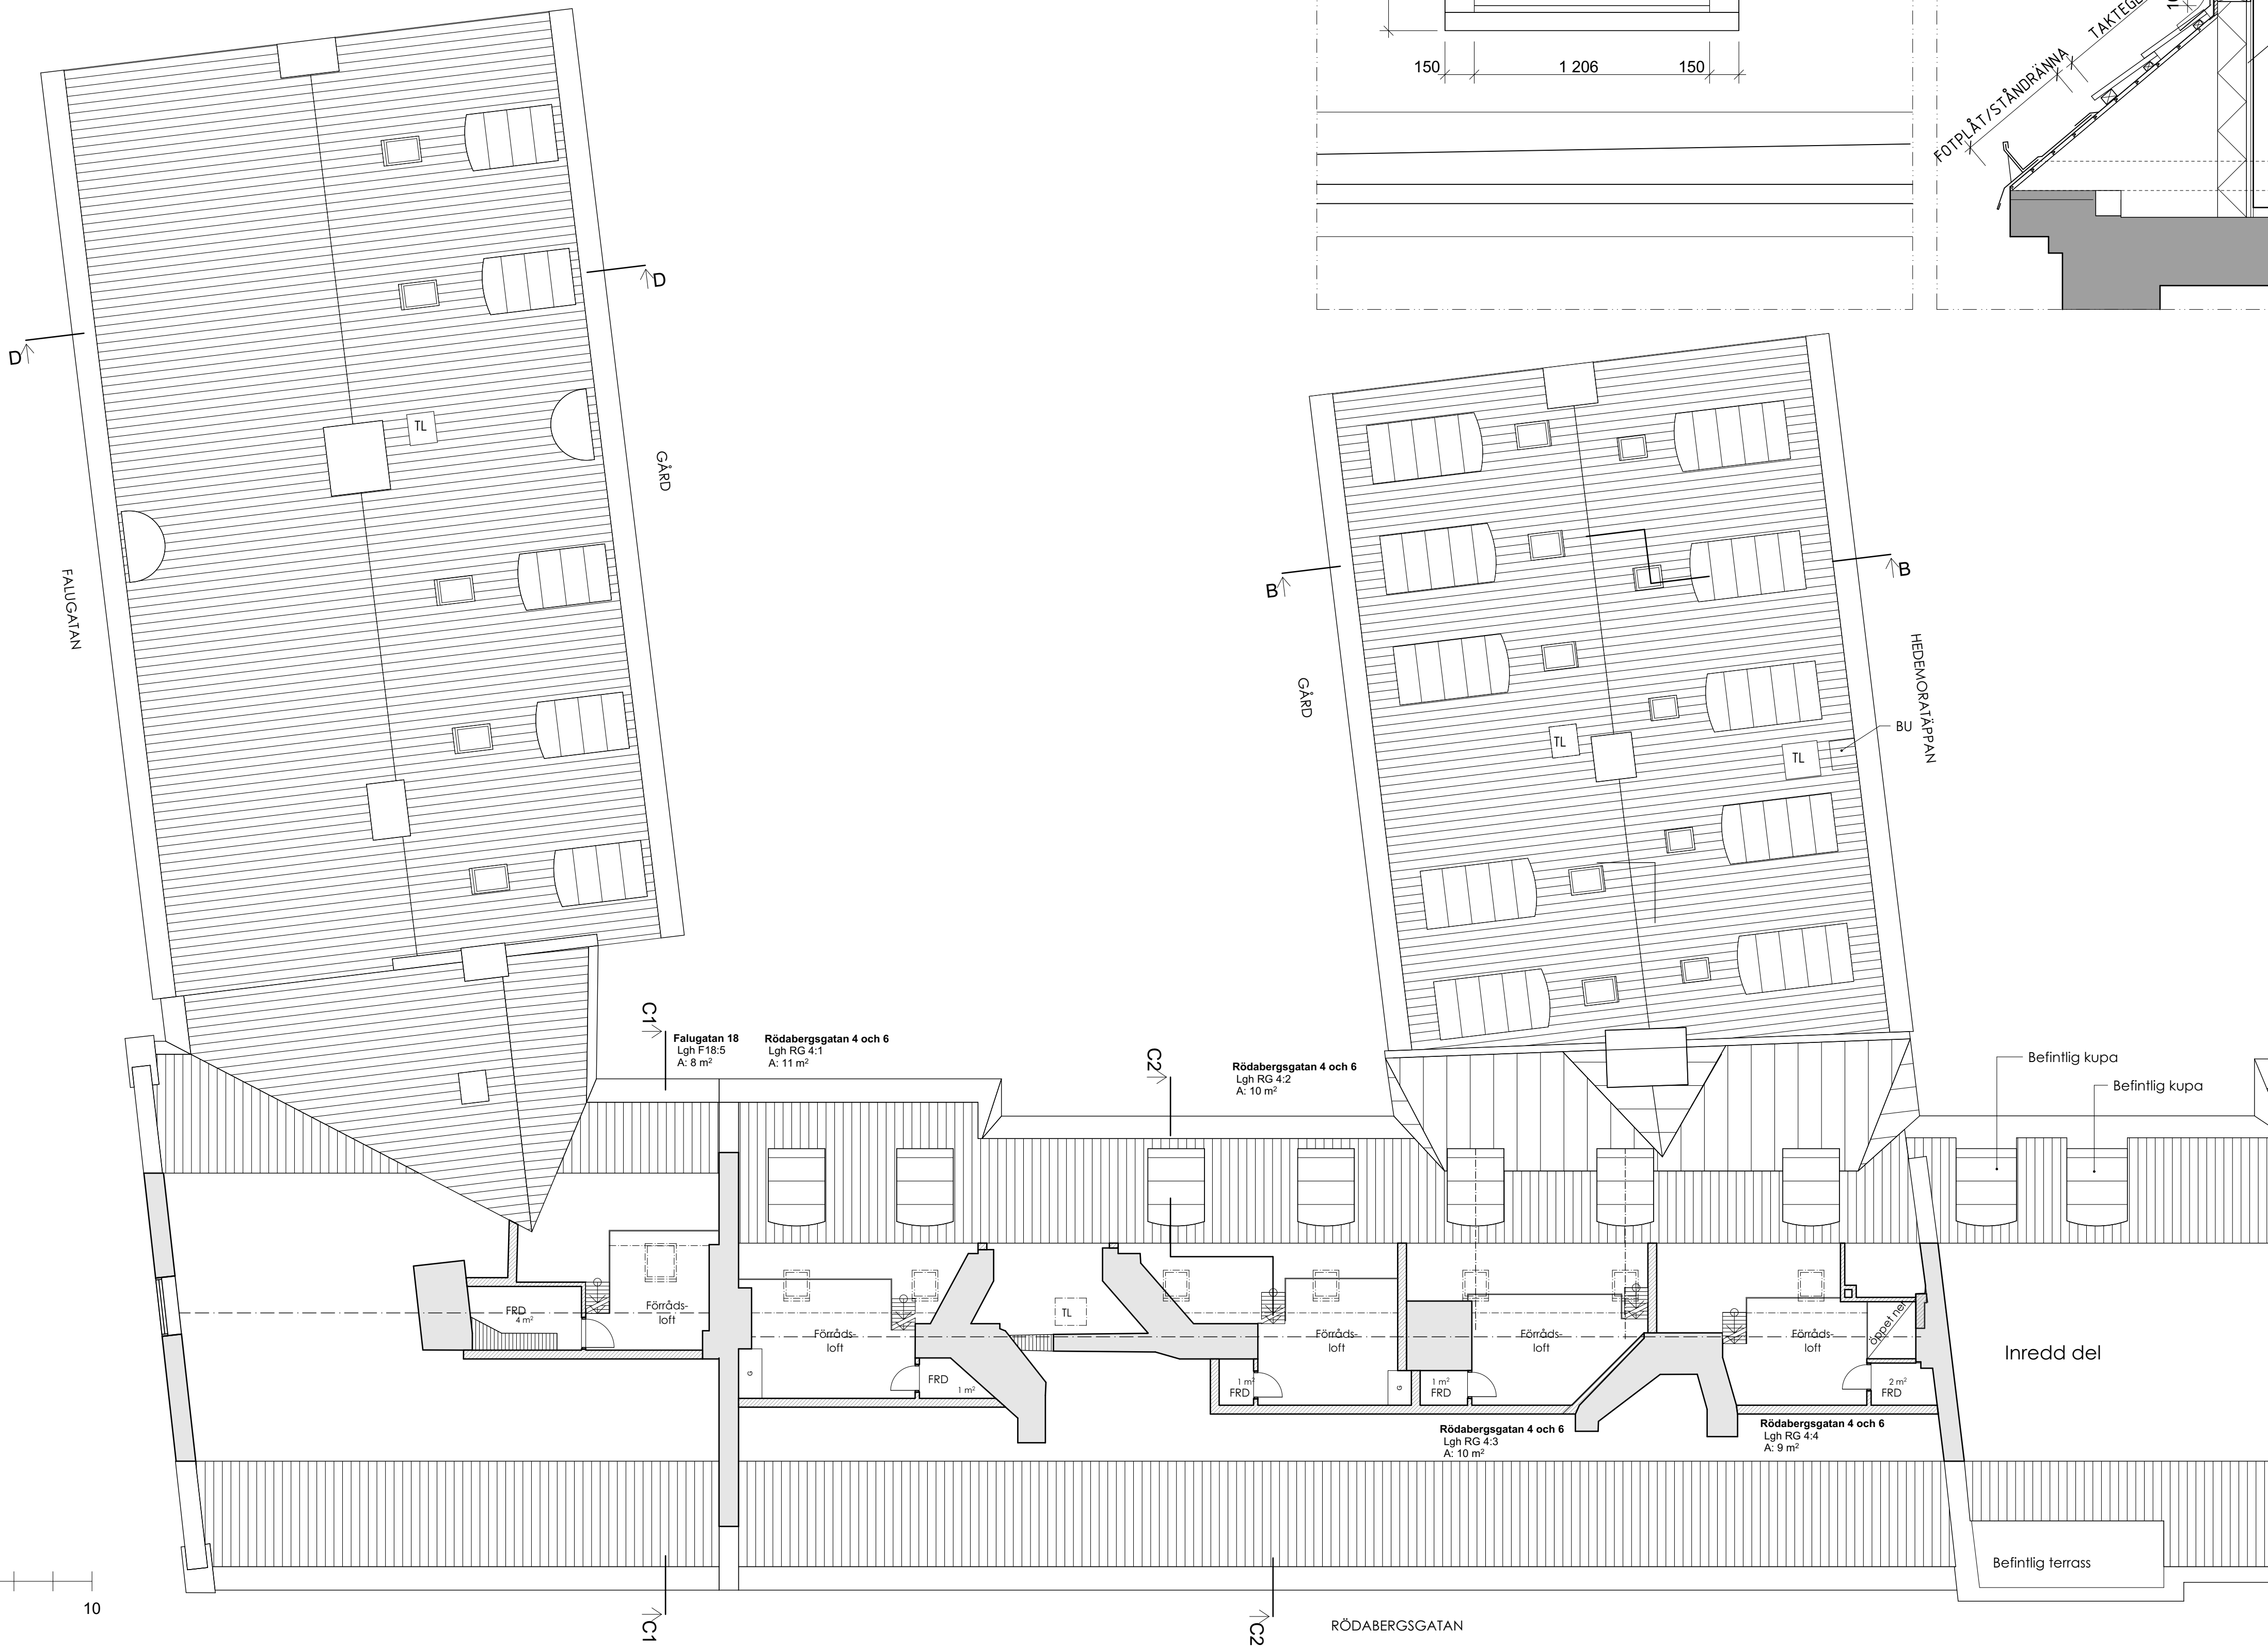 150
1 206
150
TAKTEGE
FOTPLÅT/STÅNDRÄNNA
D
D
TL
GÅRD
FALUGATAN
B
B
GÅRD
HEDEMORATÄPPAN
TL
TL
BU
C1
Falugatan 18
Lgh F18:5
A: 8 m²
Rödabergsgatan 4 och 6
Lgh RG 4:1
A: 11 m²
C2
Rödabergsgatan 4 och 6
Lgh RG 4:2
A: 10 m²
Befintlig kupa
Befintlig kupa
FRD
4 m²
Förråds-
loft
TL
Förråds-
loft
Förråds-
loft
Förråds-
loft
Förråds-
loft
öppet ner
G
FRD
1 m²
1 m²
FRD
G
1 m²
FRD
2 m²
FRD
Inredd del
Rödabergsgatan 4 och 6
Lgh RG 4:3
A: 10 m²
Rödabergsgatan 4 och 6
Lgh RG 4:4
A: 9 m²
Befintlig terrass
10
C1
C2
RÖDABERGSGATAN